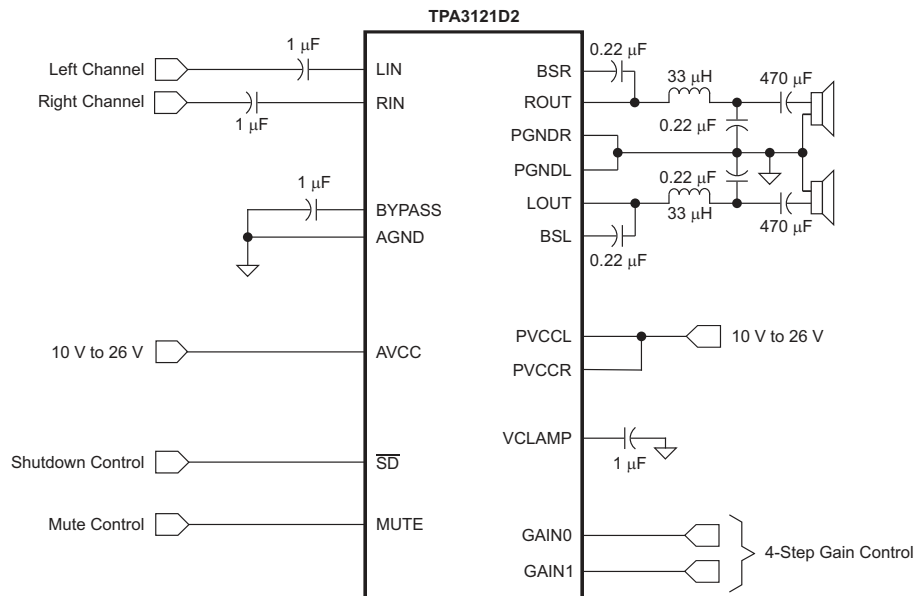 TPA3121D2
1 μF
Left Channel
LIN
Right Channel
RIN
1 μF
1 μF
BYPASS
AGND
10 V to 26 V
AVCC
Shutdown Control
SD
Mute Control
MUTE
0.22 μF
BSR
33 μH
470 μF
ROUT
0.22 μF
PGNDR
PGNDL
0.22 μF
LOUT
33 μH
470 μF
BSL
0.22 μF
PVCCL
10 V to 26 V
PVCCR
VCLAMP
1 μF
GAIN0
4-Step Gain Control
GAIN1